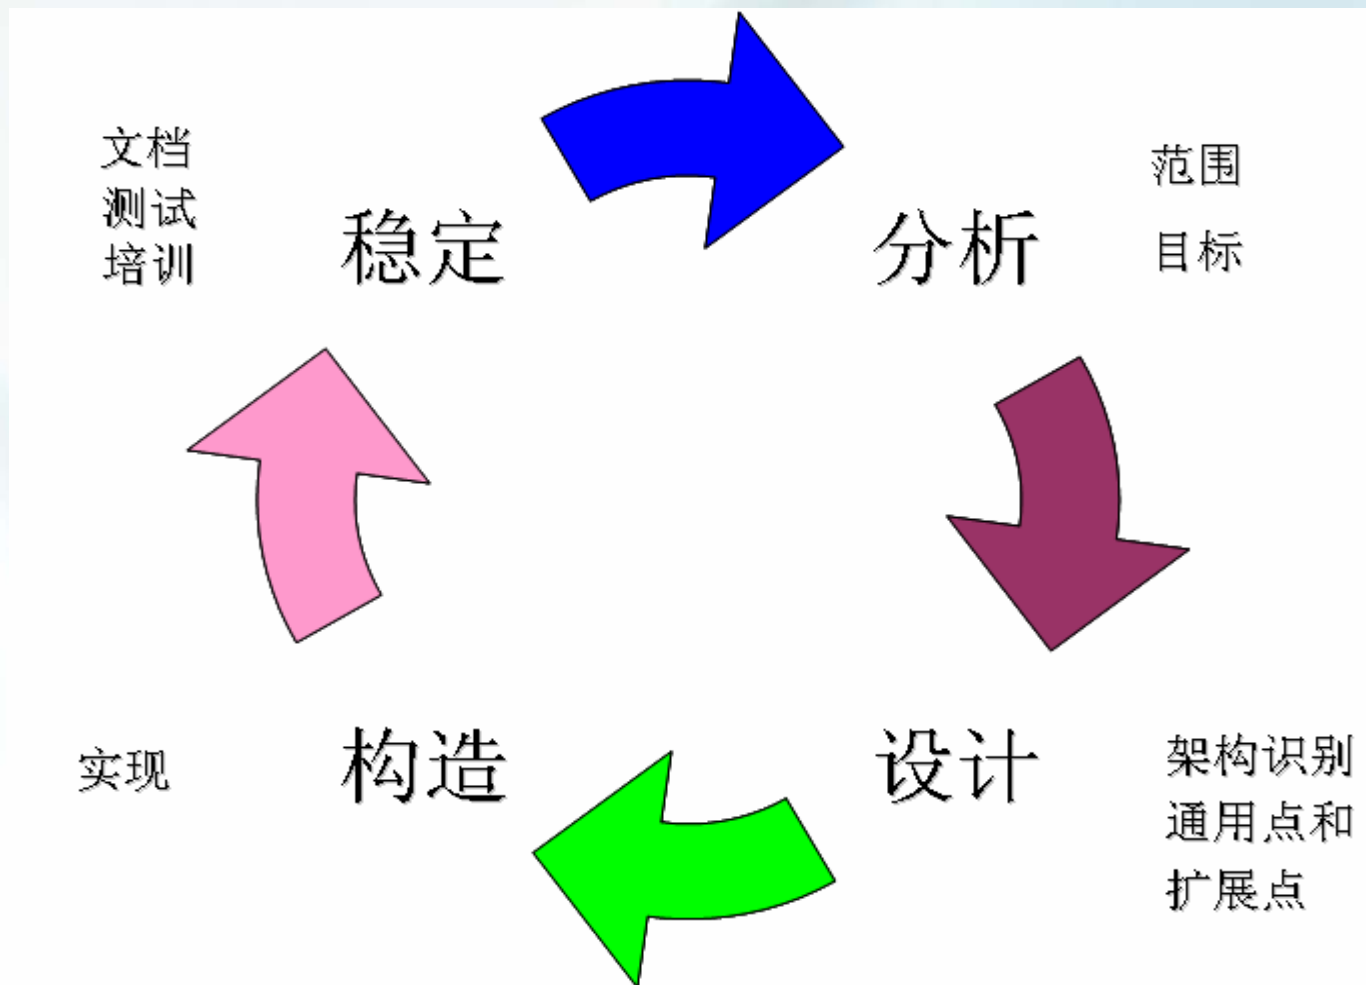 文档
测试
培训
稳定
分析
范围
目标
实现
构造
设计
架构识别
通用点和
扩展点